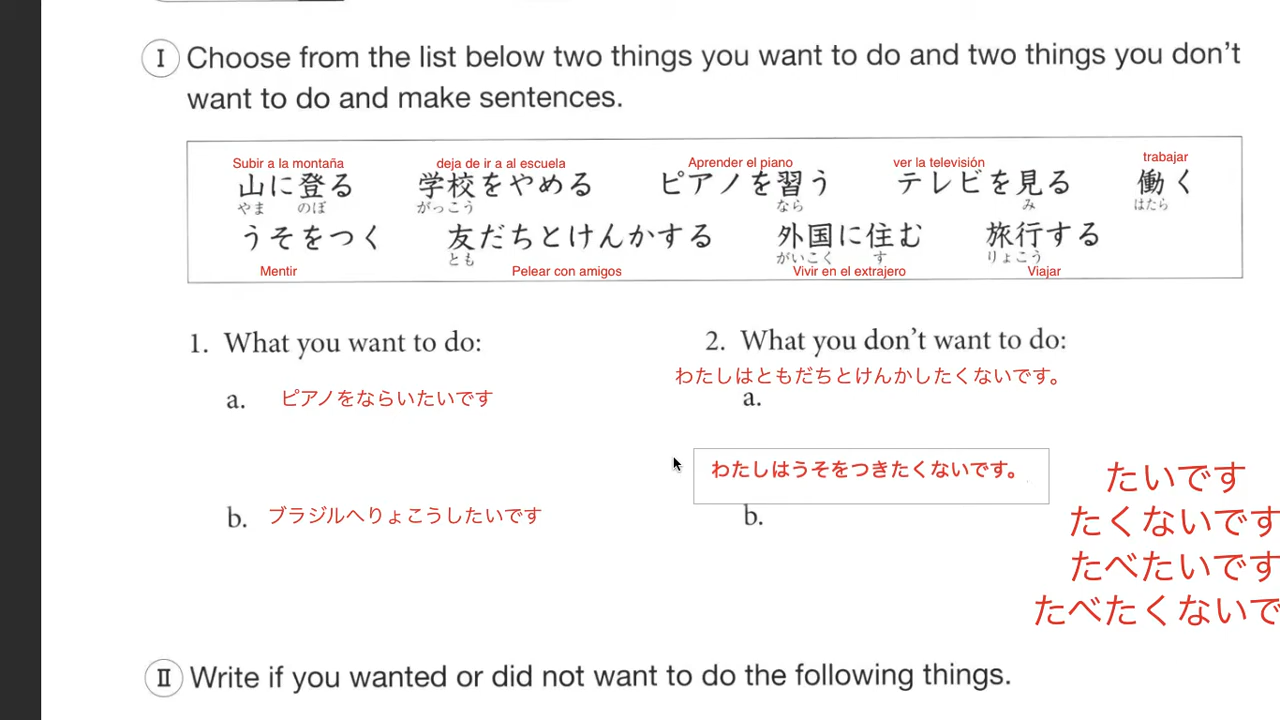 I Choose from the list below two things you want to do and two things you don't
want to do and make sentences.
Subir a la montaña deja de ir a al escuela Aprender el piano ver la televisión trabajar
山に登る 学校をやめる ピアノを習う テレビを見る 働く
やま のぼ がっこう なら み はたら
うそをつく 友だちとけんかする 外国に住む 旅行する
とも がいこく す りょこう
Mentir Pelear con amigos Vivir en el extrajero Viajar
1. What you want to do:
a. ピアノをならいたいです
b. ブラジルへりょこうしたいです
2. What you don't want to do:
わたしはともだちとけんかしたくないです。
a.
わたしはうそをつきたくないです。
b.
たいです
たくないです
たべたいです
たべたくないで
II Write if you wanted or did not want to do the following things.